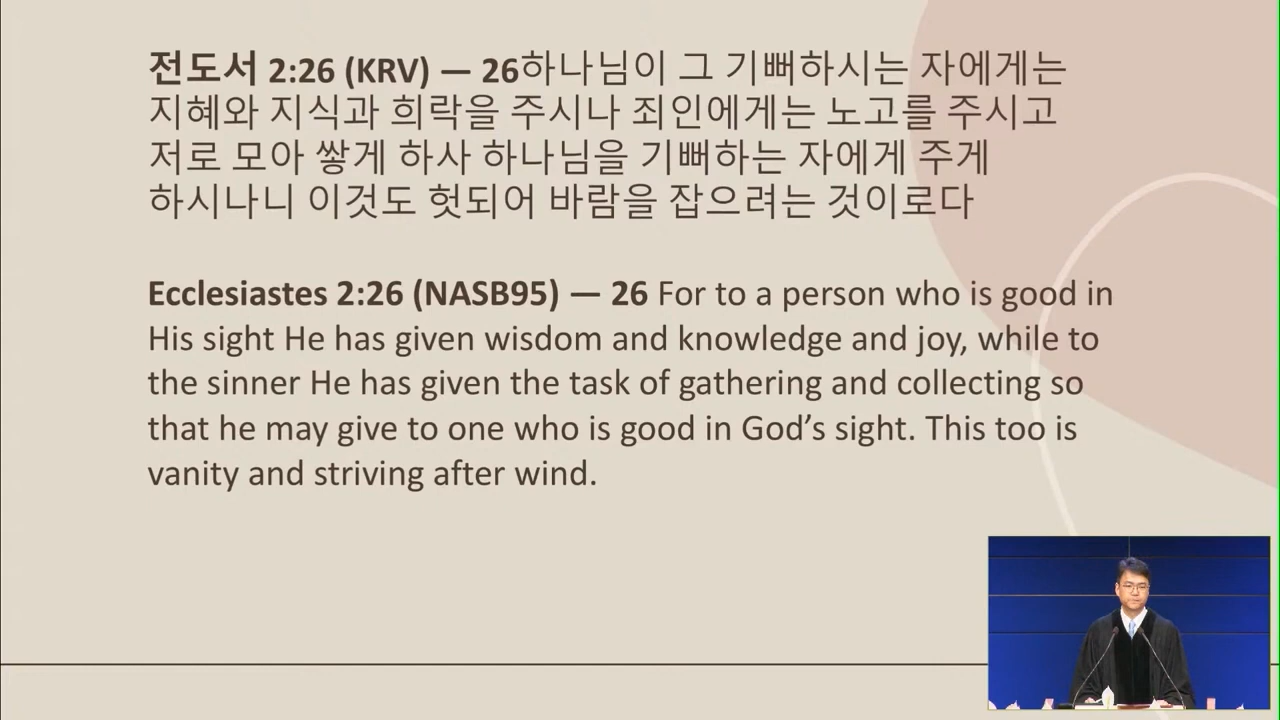 전도서 2:26 (KRV) — 26하나님이 그 기뻐하시는 자에게는
지혜와 지식과 희락을 주시나 죄인에게는 노고를 주시고
저로 모아 쌓게 하사 하나님을 기뻐하는 자에게 주게
하시나니 이것도 헛되어 바람을 잡으려는 것이로다
Ecclesiastes 2:26 (NASB95) — 26 For to a person who is good in
His sight He has given wisdom and knowledge and joy, while to
the sinner He has given the task of gathering and collecting so
that he may give to one who is good in God’s sight. This too is
vanity and striving after wind.